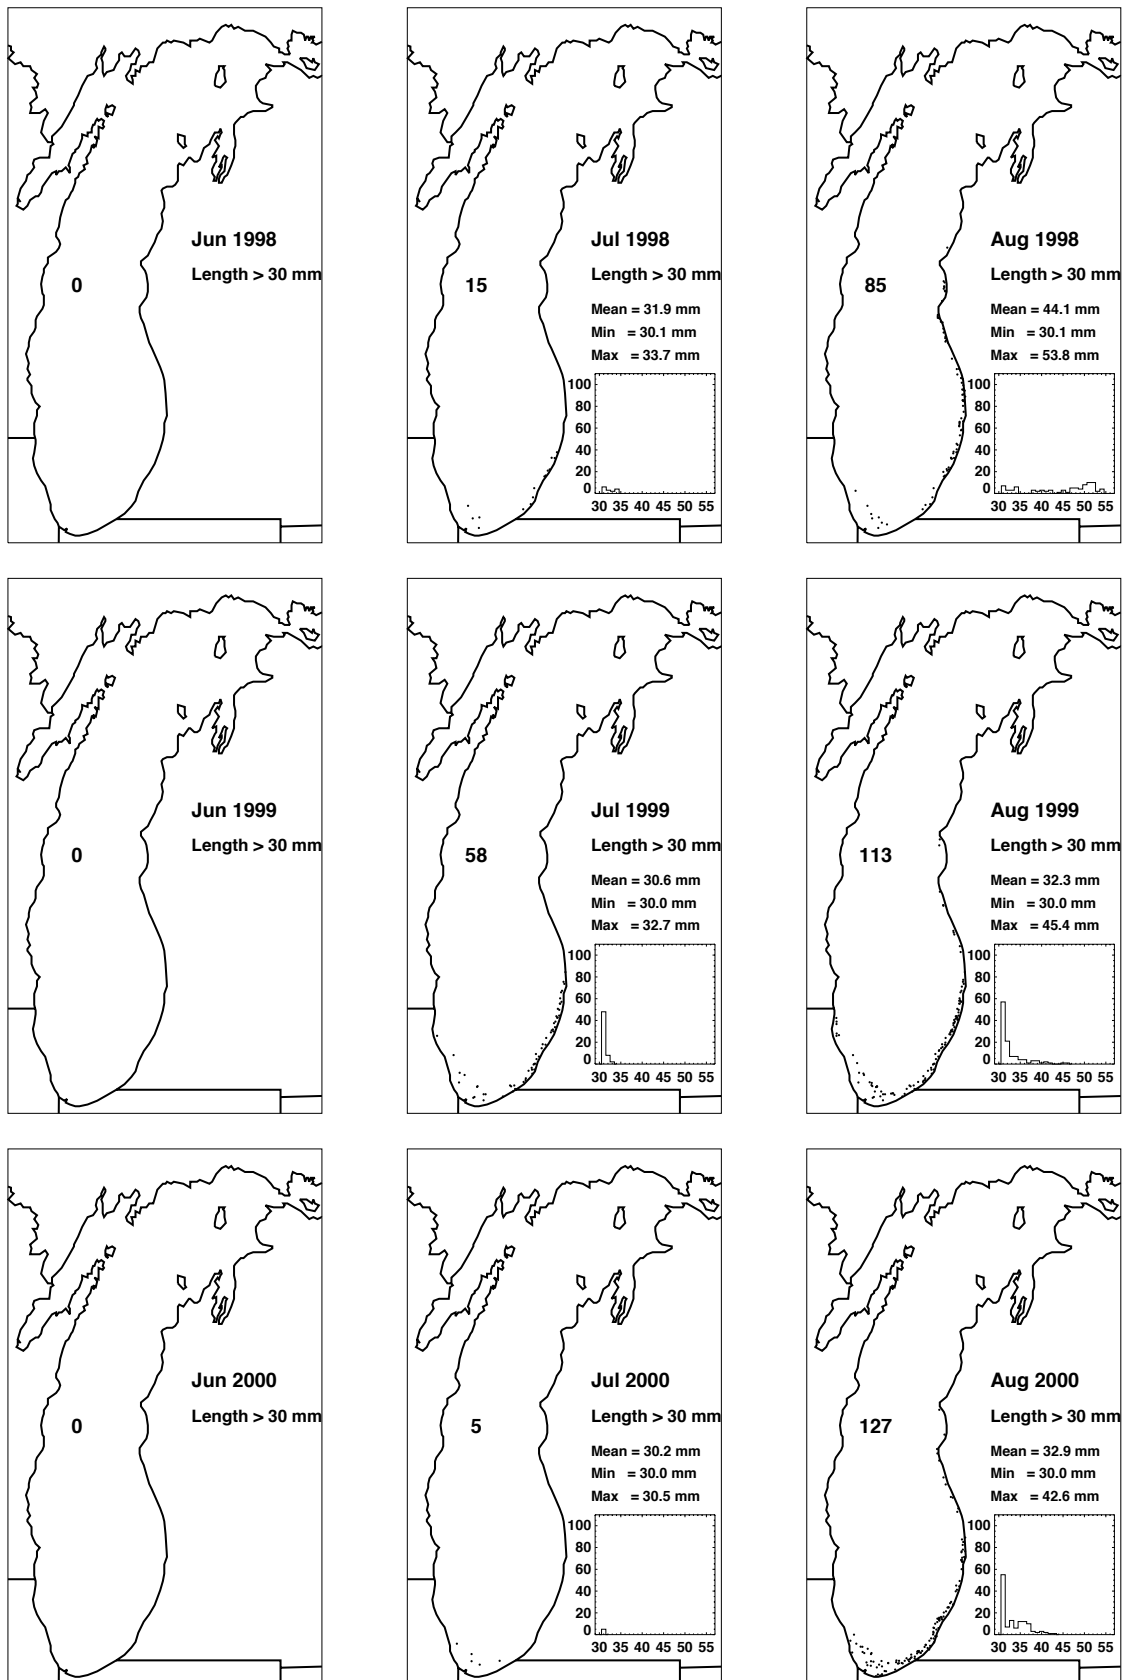 Jun 1998
Length > 30 mm
0
Jul 1998
Length > 30 mm
15
Mean = 31.9 mm
Min = 30.1 mm
Max = 33.7 mm
100
80
60
40
20
0
30 35 40 45 50 55
Aug 1998
Length > 30 mm
85
Mean = 44.1 mm
Min = 30.1 mm
Max = 53.8 mm
100
80
60
40
20
0
30 35 40 45 50 55
Jun 1999
Length > 30 mm
0
Jul 1999
Length > 30 mm
58
Mean = 30.6 mm
Min = 30.0 mm
Max = 32.7 mm
100
80
60
40
20
0
30 35 40 45 50 55
Aug 1999
Length > 30 mm
113
Mean = 32.3 mm
Min = 30.0 mm
Max = 45.4 mm
100
80
60
40
20
0
30 35 40 45 50 55
Jun 2000
Length > 30 mm
0
Jul 2000
Length > 30 mm
5
Mean = 30.2 mm
Min = 30.0 mm
Max = 30.5 mm
100
80
60
40
20
0
30 35 40 45 50 55
Aug 2000
Length > 30 mm
127
Mean = 32.9 mm
Min = 30.0 mm
Max = 42.6 mm
100
80
60
40
20
0
30 35 40 45 50 55